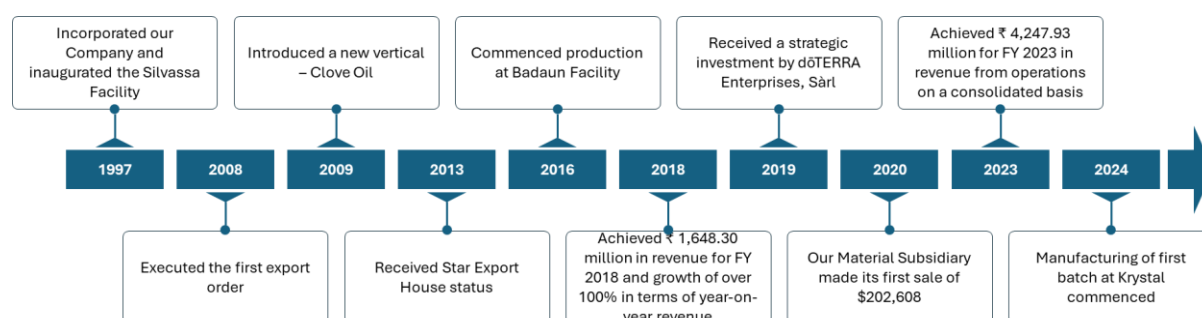 Incorporated our
Company and
inaugurated the Silvassa
Facility
Introduced a new vertical
– Clove Oil
Commenced production
at Badaun Facility
Received a strategic
investment by dōTERRA
Enterprises, Sàrl
Achieved ₹ 4,247.93
million for FY 2023 in
revenue from operations
on a consolidated basis
1997 2008 2009 2013 2016 2018 2019 2020 2023 2024
Executed the first export
order
Received Star Export
House status
Achieved ₹ 1,648.30
million in revenue for FY
2018 and growth of over
100% in terms of year-on-
year revenue
Our Material Subsidiary
made its first sale of
$202,608
Manufacturing of first
batch at Krystal
commenced